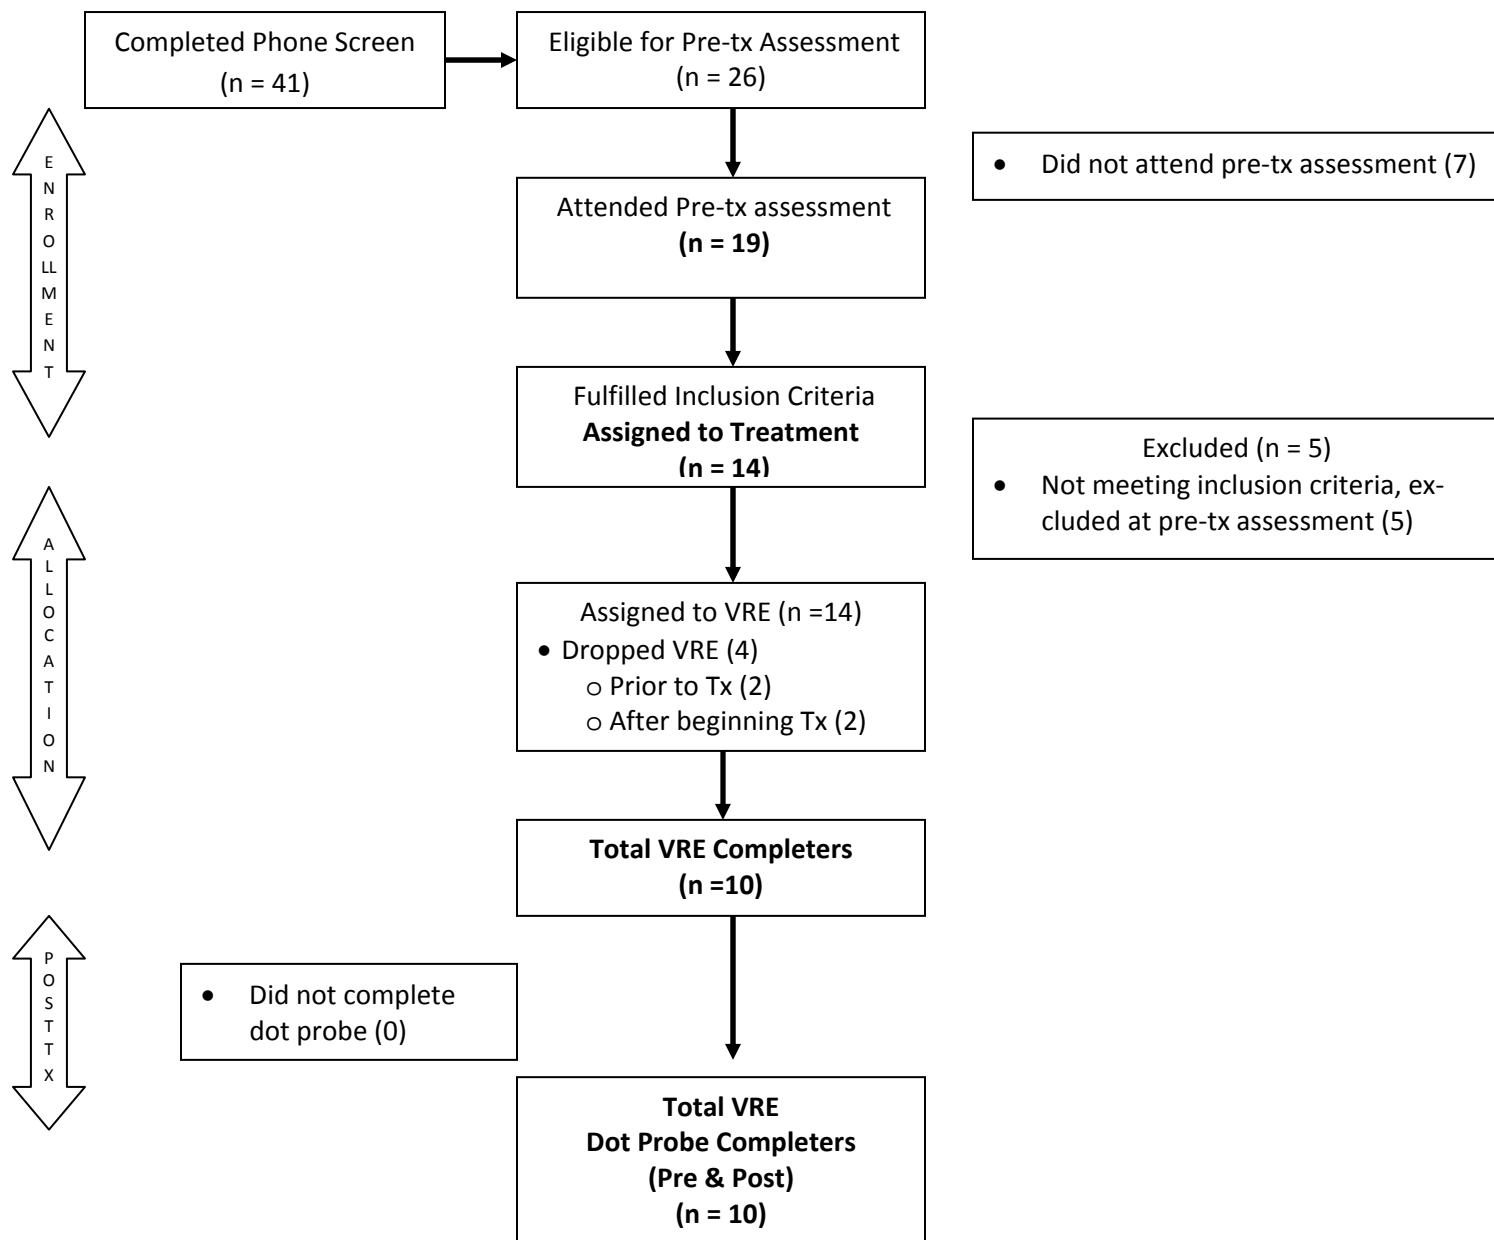 Completed Phone Screen
(n = 41)
Eligible for Pre-tx Assessment
(n = 26)
E
N
R
O
LL
M
E
N
T
• Did not attend pre-tx assessment (7)
Attended Pre-tx assessment
(n = 19)
Fulfilled Inclusion Criteria
Assigned to Treatment
(n = 14)
Excluded (n = 5)
• Not meeting inclusion criteria, ex-
cluded at pre-tx assessment (5)
A
L
L
O
C
A
T
I
O
N
Assigned to VRE (n =14)
• Dropped VRE (4)
o Prior to Tx (2)
o After beginning Tx (2)
Total VRE Completers
(n =10)
P
O
S
T
T
X
• Did not complete
dot probe (0)
Total VRE
Dot Probe Completers
(Pre & Post)
(n = 10)